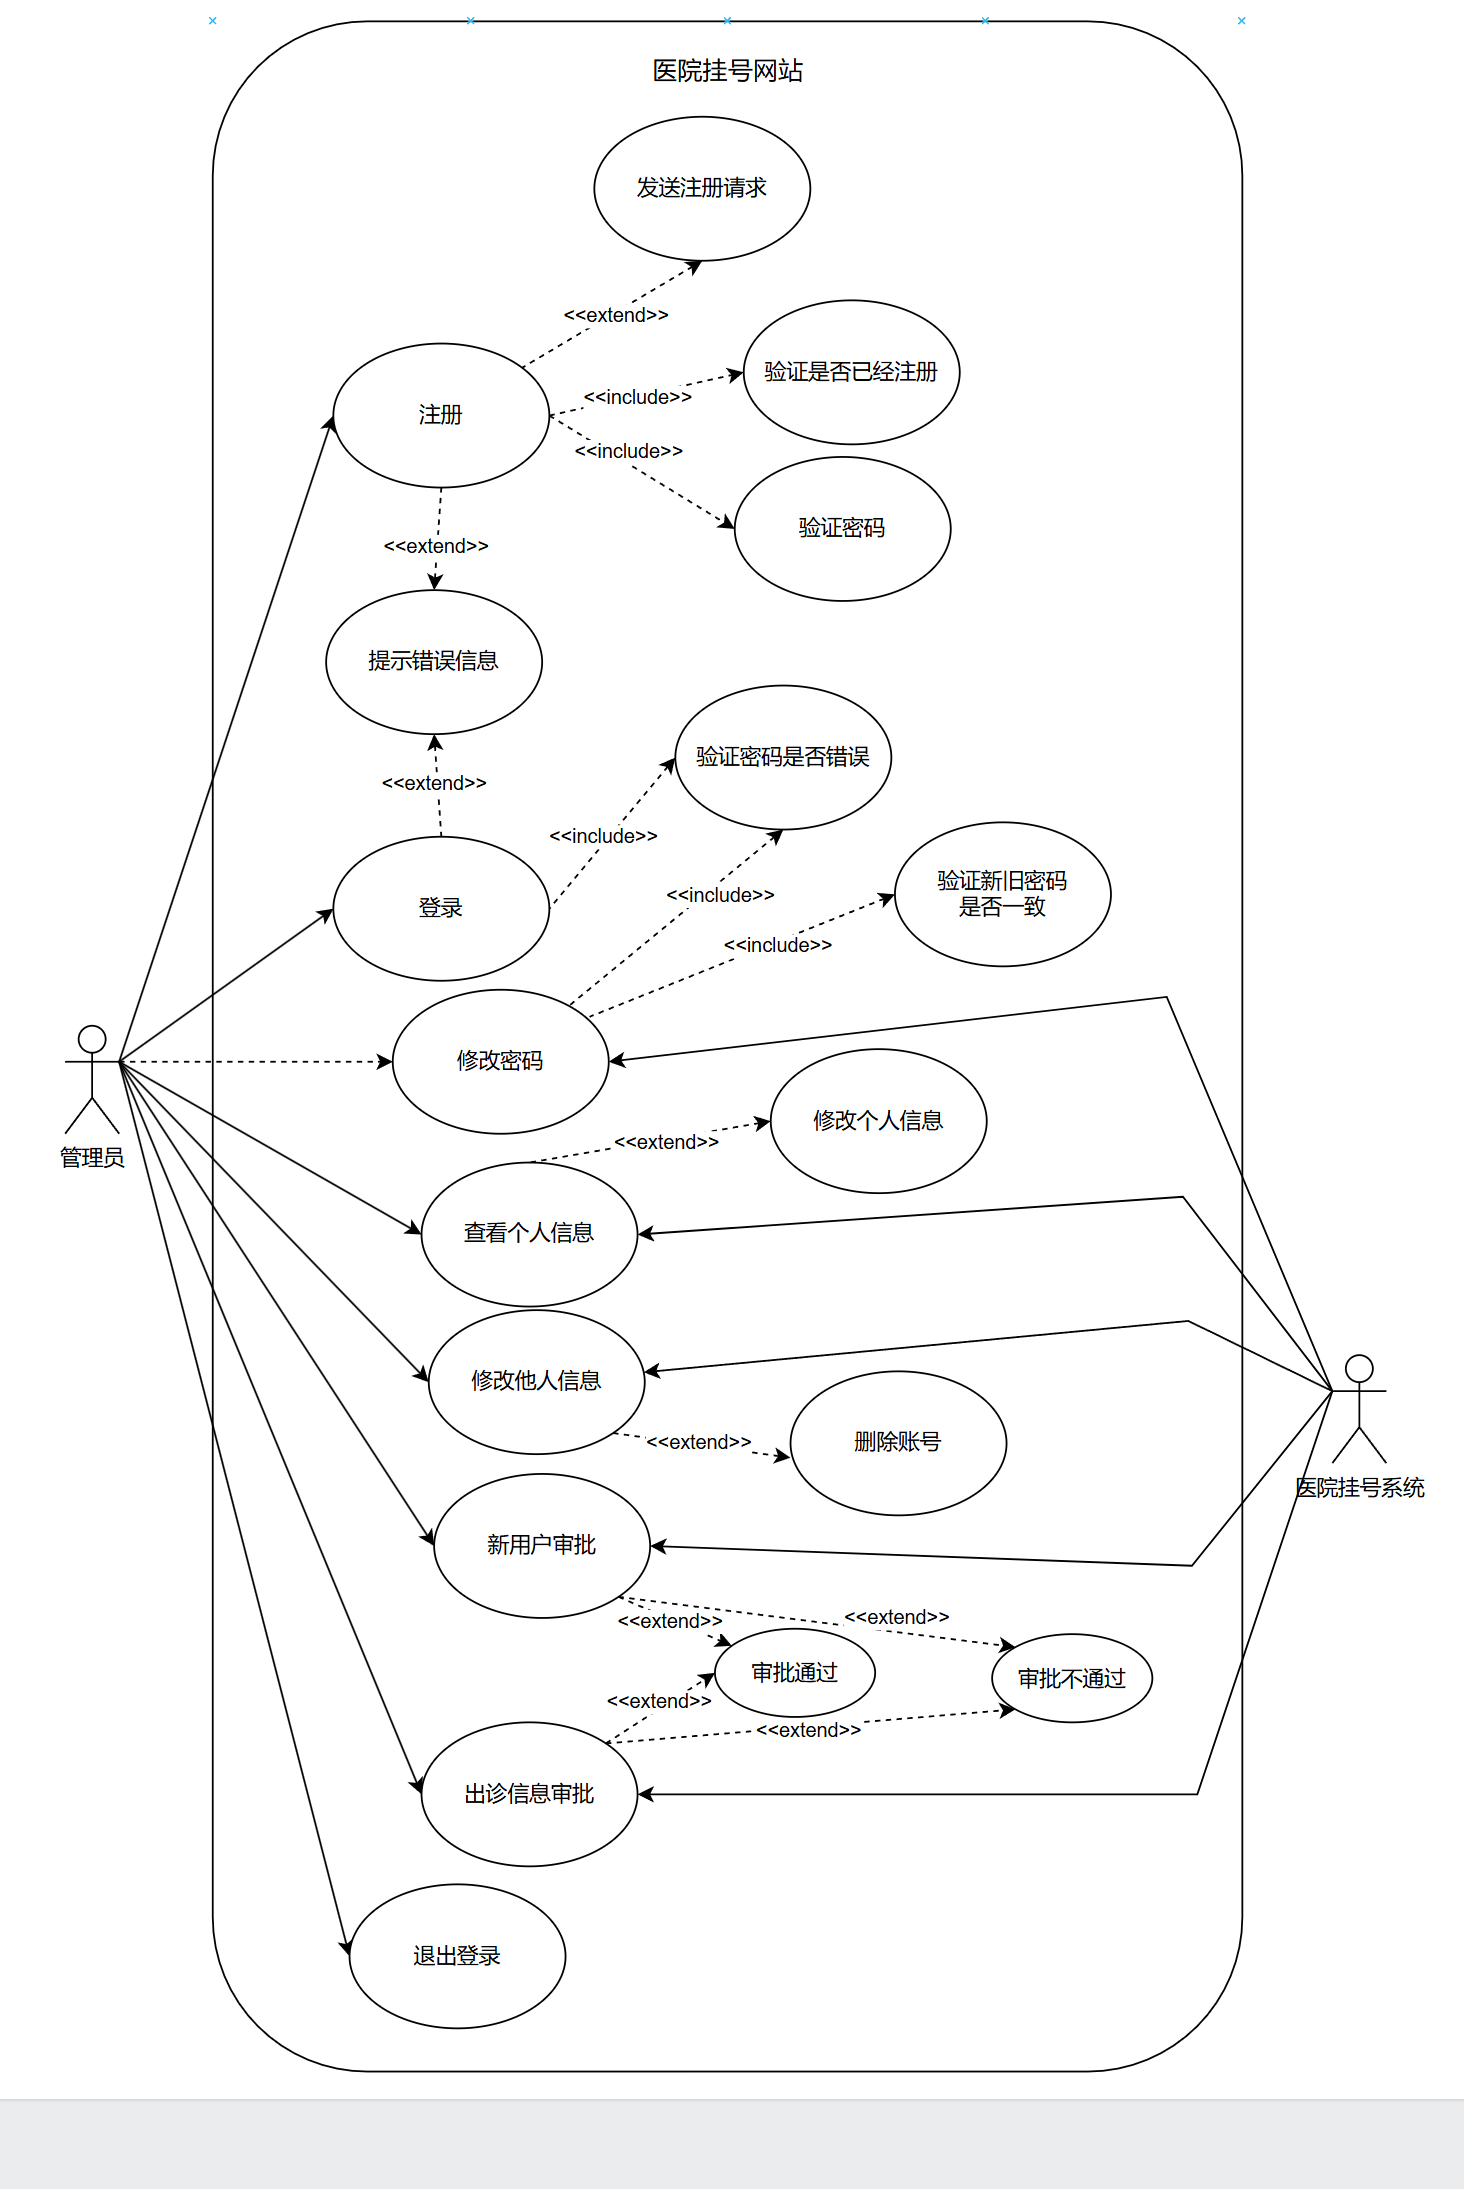 医院挂号网站
发送注册请求
<<extend>>
验证是否已经注册
<<include>>
注册
<<include>>
验证密码
<<extend>>
提示错误信息
验证密码是否错误
<<extend>>
<<include>>
验证新旧密码
是否一致
<<include>>
登录
<<include>>
修改密码
修改个人信息
<<extend>>
管理员
查看个人信息
修改他人信息
<<extend>>
删除账号
医院挂号系统
新用户审批
<<extend>>
<<extend>>
审批通过
审批不通过
<<extend>>
<<extend>>
出诊信息审批
退出登录